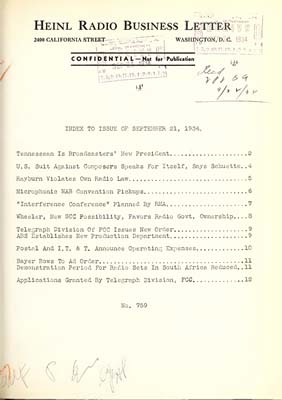 HEINL RADIO BUSINESS LETTER
2400 CALIFORNIA STREET WASHINGTON, D. C.
CONFIDENTIAL — Not for Publication
INDEX TO ISSUE OF SEPTEMBER 21, 1934.
Tennessean Is Broadcasters' New President....................2
U.S. Suit Against Composers Speaks For Itself, Says Schuette..4
Rayburn Violates Own Radio Law...............................5
Microphonic NAB Convention Pickups...........................6
"Interference Conference" Planned By RMA.....................7
Wheeler, New SCC Possibility, Favors Radio Govt. Ownership....8
Telegraph Division Of FCC Issues New Order...................9
ABS Establishes New Production Department....................9
Postal And I.T. & T. Announce Operating Expenses............10
Bayer Rows To Ad Order......................................11
Demonstration Period For Radio Sets In South Africa Reduced..11
Applications Granted By Telegraph Division, FCC.............12
No. 759